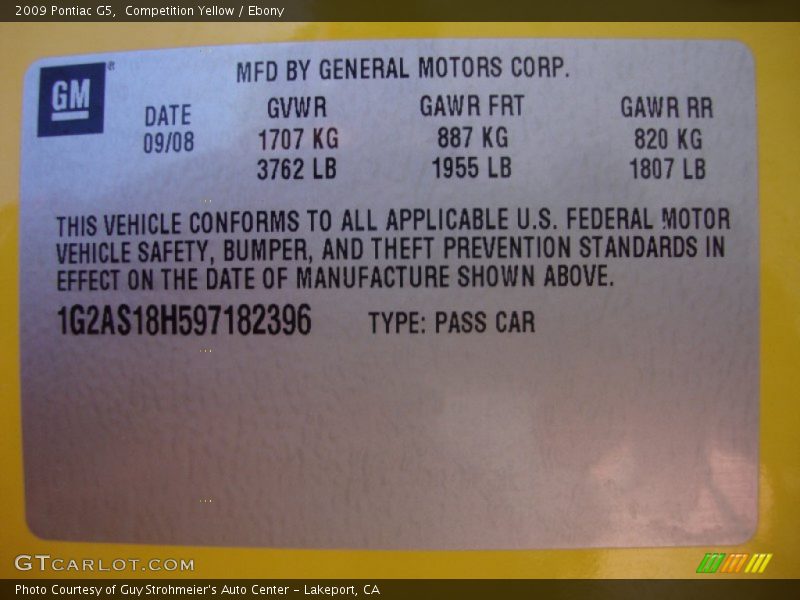 2009 Pontiac G5, Competition Yellow / Ebony
GM®
MFD BY GENERAL MOTORS CORP.
DATE GVWR GAWR FRT GAWR RR
09/08 1707 KG 887 KG 820 KG
3762 LB 1955 LB 1807 LB
THIS VEHICLE CONFORMS TO ALL APPLICABLE U.S. FEDERAL MOTOR
VEHICLE SAFETY, BUMPER, AND THEFT PREVENTION STANDARDS IN
EFFECT ON THE DATE OF MANUFACTURE SHOWN ABOVE.
1G2AS18H597182396 TYPE: PASS CAR
GTCARLOT.COM
Photo Courtesy of Guy Strohmeier's Auto Center – Lakeport, CA